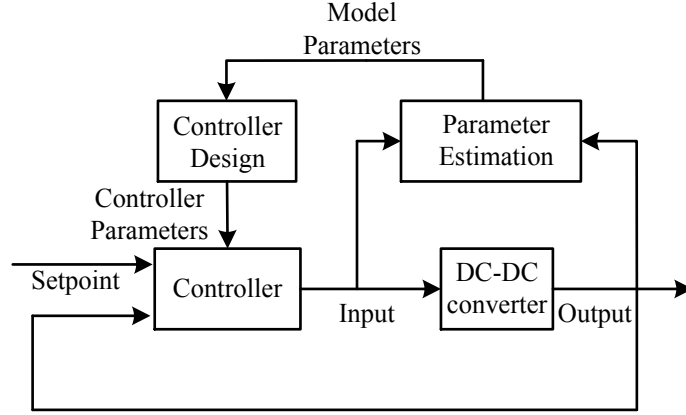 Model
Parameters
Controller
Design
Parameter
Estimation
Controller
Parameters
Setpoint
Controller
Input
DC-DC
converter
Output